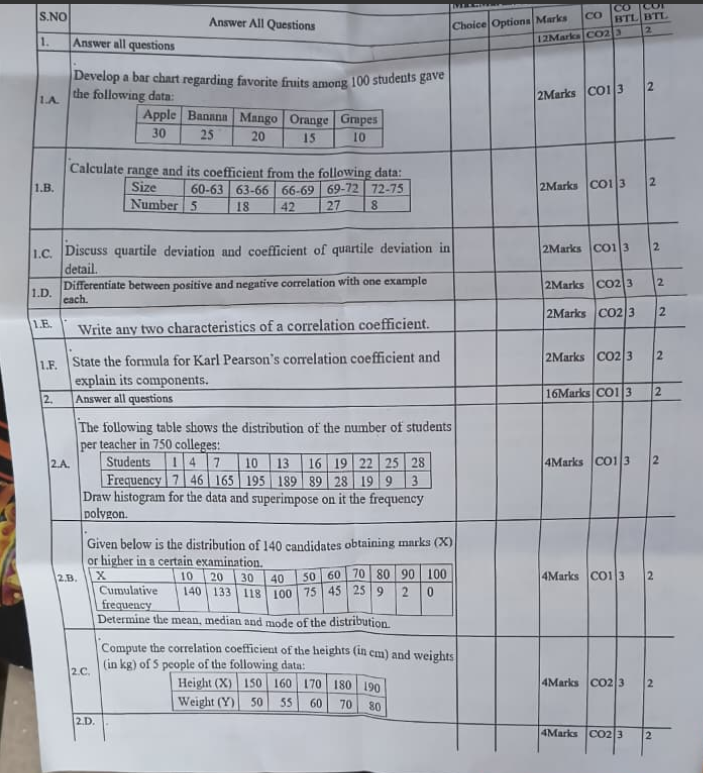 S.NO Answer All Questions Choice Options Marks CO CO BTL BTL
1. Answer all questions 12Marks CO2 3 2
Develop a bar chart regarding favorite fruits among 100 students gave
1.A. the following data: 2Marks CO1 3 2
Apple Banana Mango Orange Grapes
30 25 20 15 10
Calculate range and its coefficient from the following data:
1.B. Size 60-63 63-66 66-69 69-72 72-75 2Marks CO1 3 2
Number 5 18 42 27 8
1.C. Discuss quartile deviation and coefficient of quartile deviation in 2Marks CO1 3 2
detail.
1.D. Differentiate between positive and negative correlation with one example 2Marks CO2 3 2
each.
1.E. Write any two characteristics of a correlation coefficient. 2Marks CO2 3 2
1.F. State the formula for Karl Pearson's correlation coefficient and 2Marks CO2 3 2
explain its components.
2. Answer all questions 16Marks CO1 3 2
The following table shows the distribution of the number of students
per teacher in 750 colleges:
2.A. Students 1 4 7 10 13 16 19 22 25 28 4Marks CO1 3 2
Frequency 7 46 165 195 189 89 28 19 9 3
Draw histogram for the data and superimpose on it the frequency
polygon.
Given below is the distribution of 140 candidates obtaining marks (X)
or higher in a certain examination.
2.B. X 10 20 30 40 50 60 70 80 90 100 4Marks CO1 3 2
Cumulative 140 133 118 100 75 45 25 9 2 0
frequency
Determine the mean, median and mode of the distribution.
Compute the correlation coefficient of the heights (in cm) and weights
2.C. (in kg) of 5 people of the following data: 4Marks CO2 3 2
Height (X) 150 160 170 180 190
Weight (Y) 50 55 60 70 80
2.D. 4Marks CO2 3 2